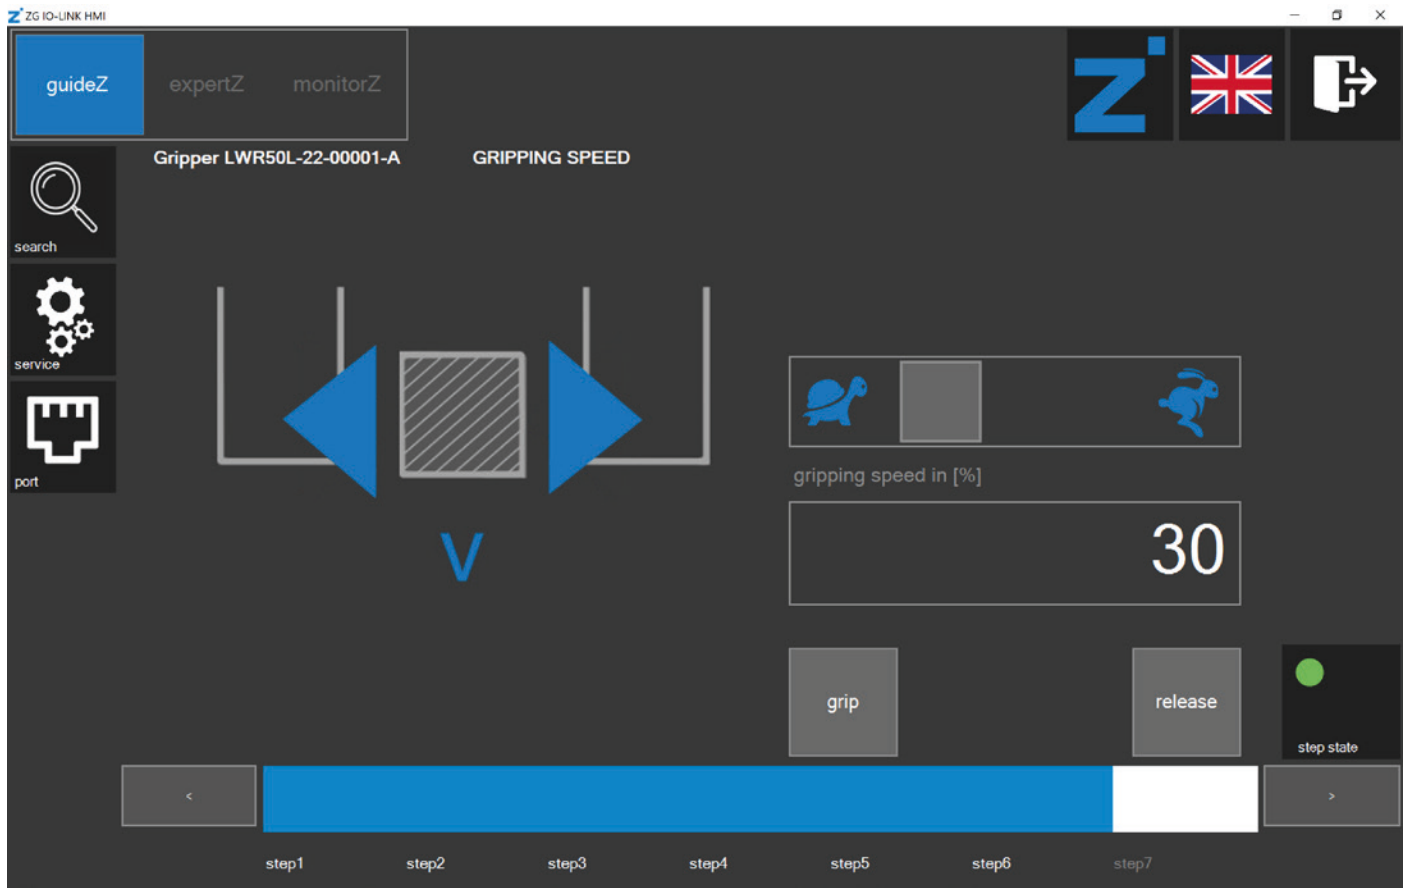 ZG IO-LINK HMI
guideZ expertZ monitorZ
Gripper LWR50L-22-00001-A GRIPPING SPEED
search
service
port
gripping speed in [%]
V
30
grip release
step state
< >
step1 step2 step3 step4 step5 step6 step7